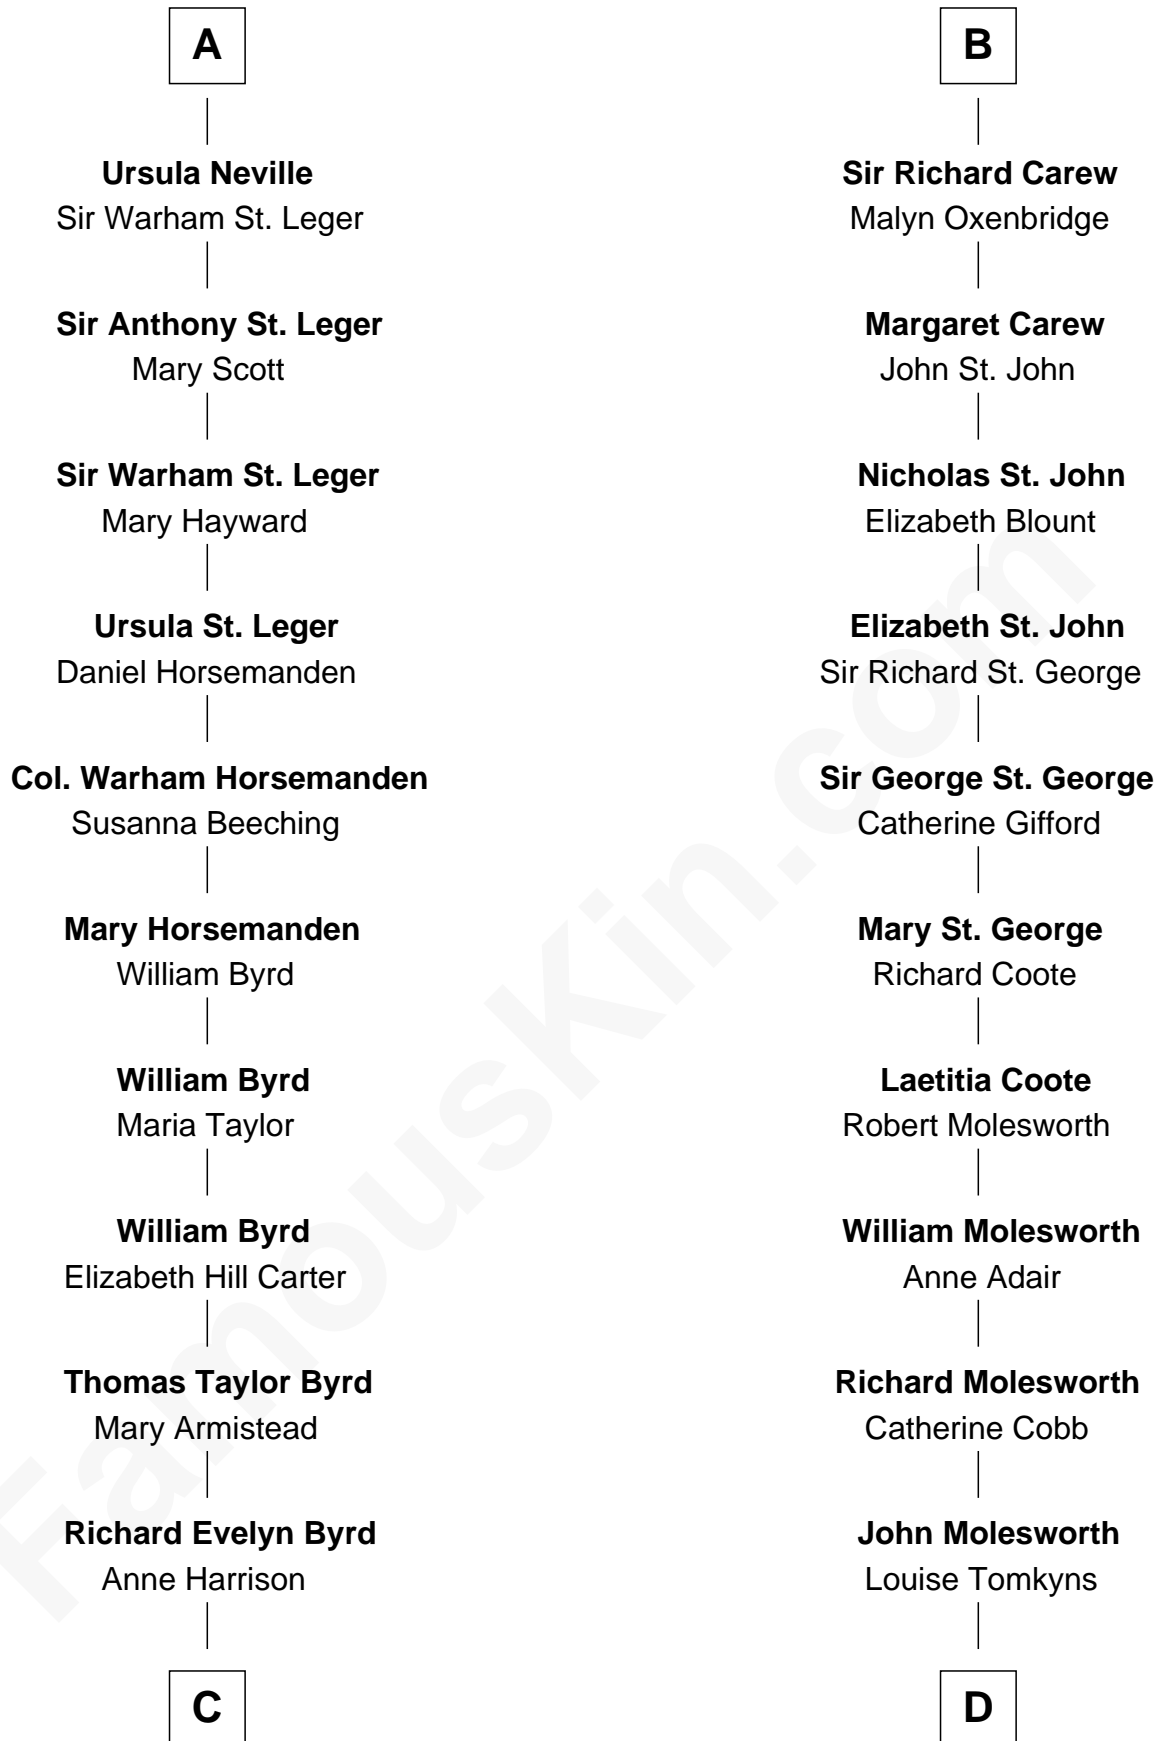 A
Ursula Neville
Sir Warham St. Leger
Sir Anthony St. Leger
Mary Scott
Sir Warham St. Leger
Mary Hayward
Ursula St. Leger
Daniel Horsemanden
Col. Warham Horsemanden
Susanna Beeching
Mary Horsemanden
William Byrd
William Byrd
Maria Taylor
William Byrd
Elizabeth Hill Carter
Thomas Taylor Byrd
Mary Armistead
Richard Evelyn Byrd
Anne Harrison
C
B
Sir Richard Carew
Malyn Oxenbridge
Margaret Carew
John St. John
Nicholas St. John
Elizabeth Blount
Elizabeth St. John
Sir Richard St. George
Sir George St. George
Catherine Gifford
Mary St. George
Richard Coote
Laetitia Coote
Robert Molesworth
William Molesworth
Anne Adair
Richard Molesworth
Catherine Cobb
John Molesworth
Louise Tomkyns
D
FamousKin.com